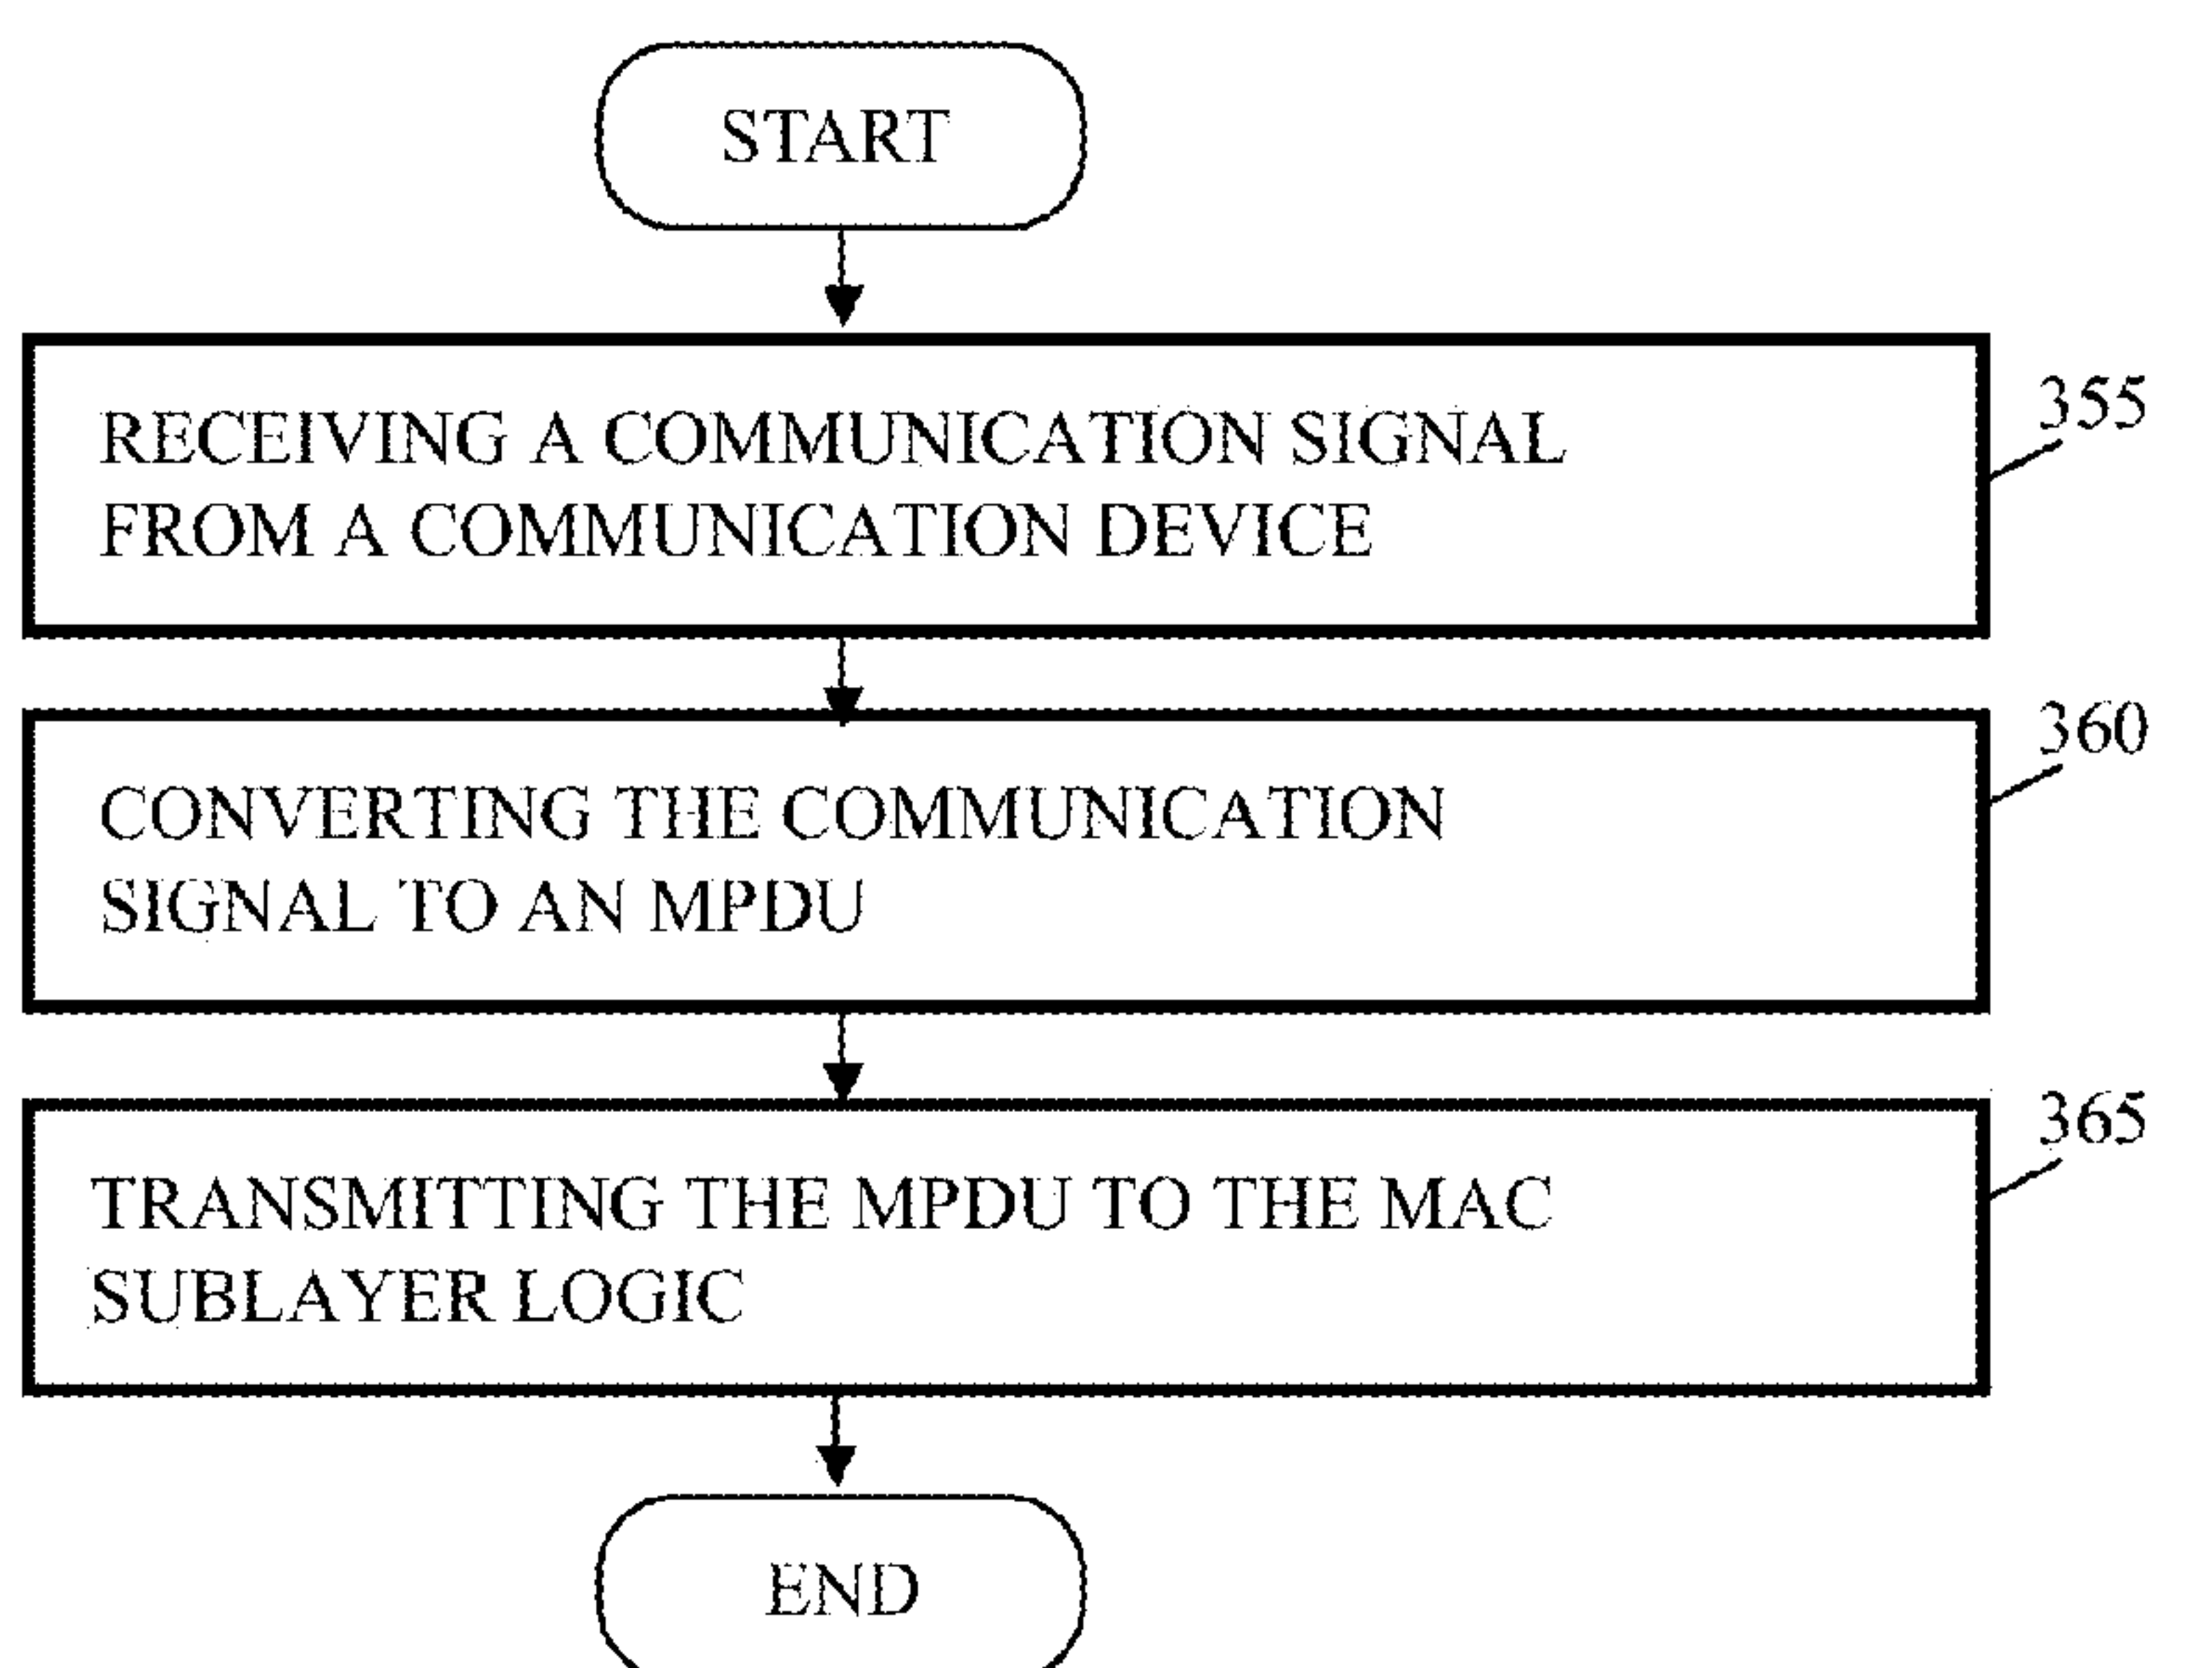 START
RECEIVING A COMMUNICATION SIGNAL
FROM A COMMUNICATION DEVICE
355
CONVERTING THE COMMUNICATION
SIGNAL TO AN MPDU
360
TRANSMITTING THE MPDU TO THE MAC
SUBLAYER LOGIC
365
END